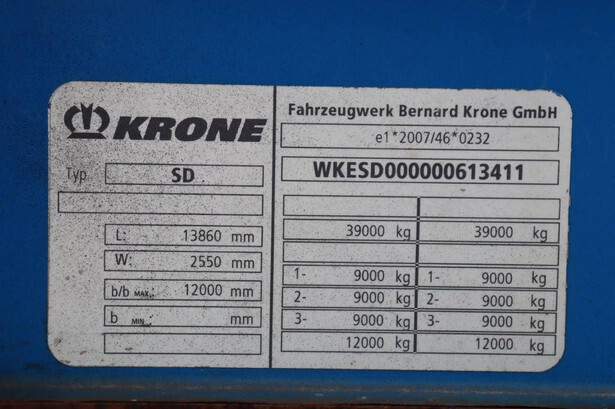 KRONE
Typ SD
L: 13860 mm
W: 2550 mm
b/b MAX.: 12000 mm
b MIN.: mm
Fahrzeugwerk Bernard Krone GmbH
e1*2007/46*0232
WKESD000000613411
39000 kg 39000 kg
1- 9000 kg 1- 9000 kg
2- 9000 kg 2- 9000 kg
3- 9000 kg 3- 9000 kg
12000 kg 12000 kg